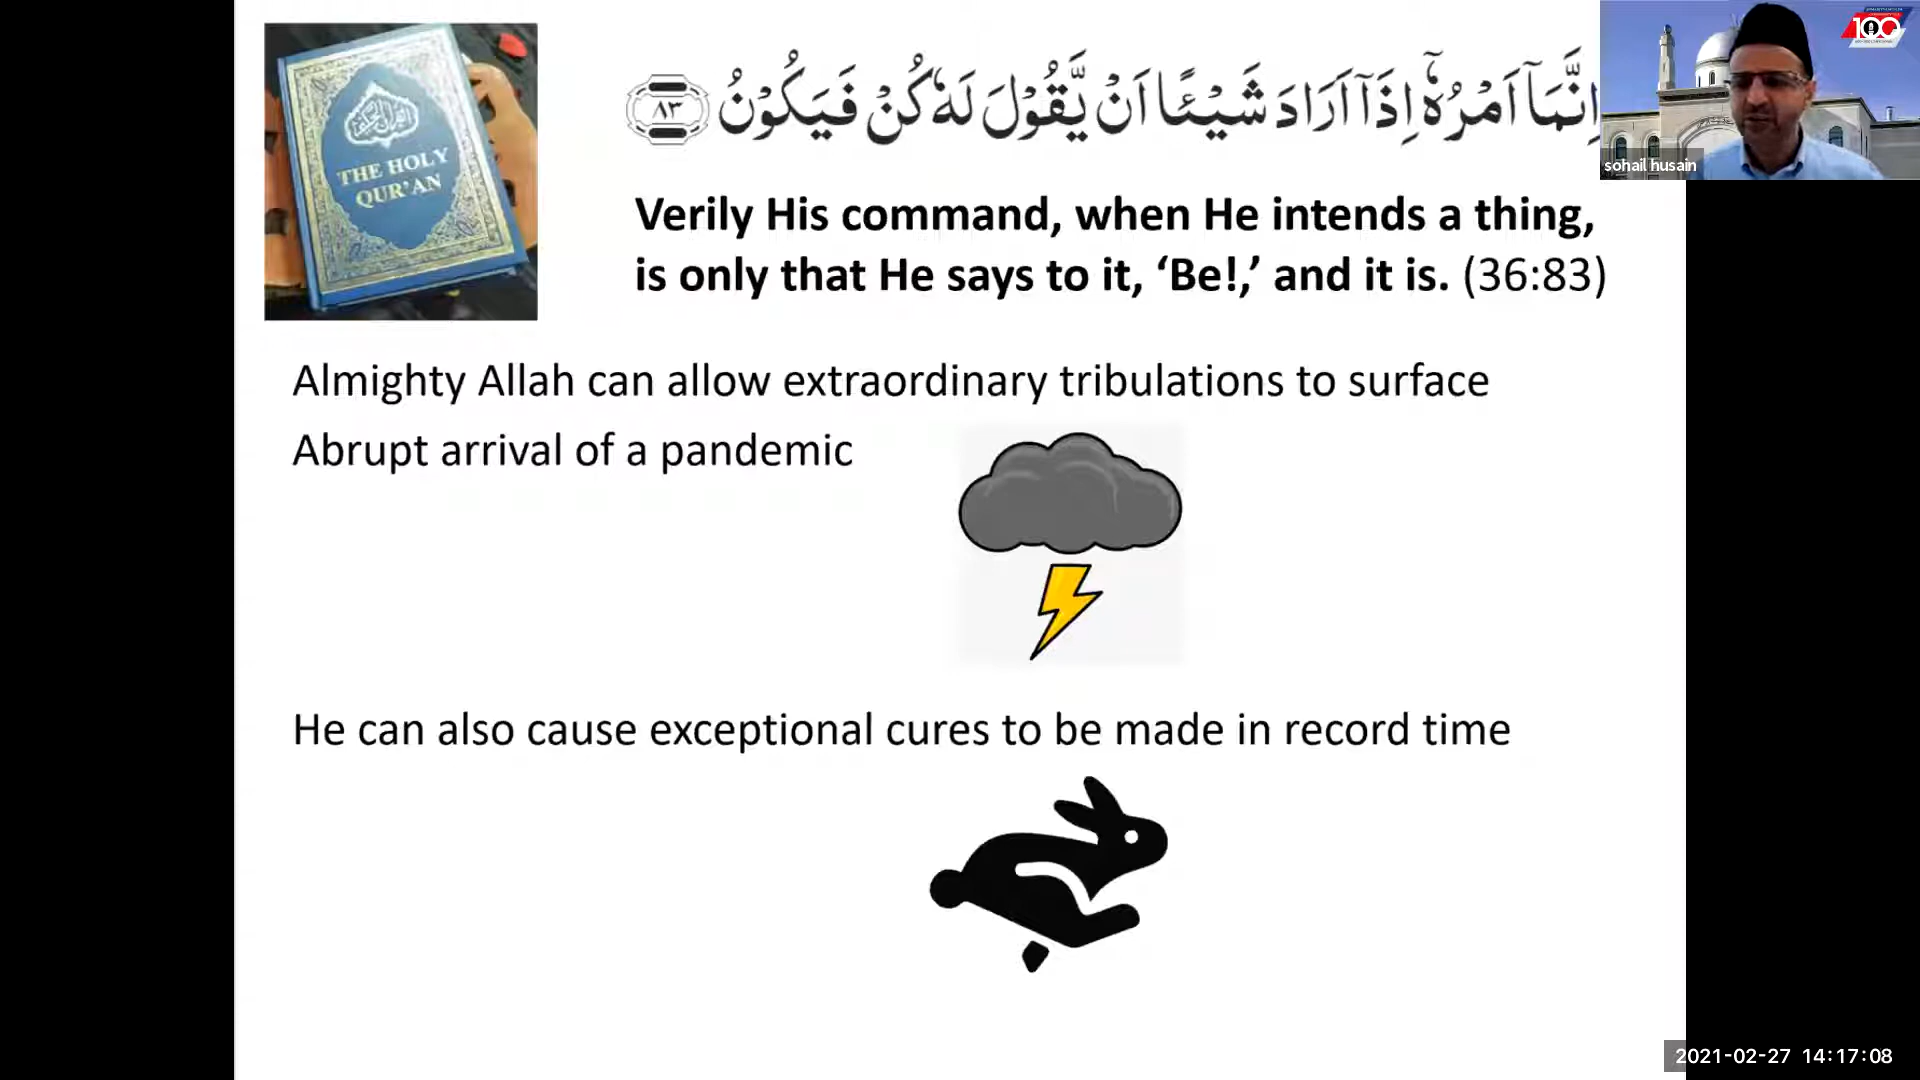 THE HOLY
QUR'AN
اِنَّمَاۤ اَمْرُهٗۤ اِذَاۤ اَرَادَ شَيْـًٔا اَنْ يَّقُوْلَ لَهٗ كُنْ فَيَكُوْنُ ۸۳
100
sohail husain
Verily His command, when He intends a thing,
is only that He says to it, ‘Be!,’ and it is. (36:83)
Almighty Allah can allow extraordinary tribulations to surface
Abrupt arrival of a pandemic
He can also cause exceptional cures to be made in record time
2021-02-27 14:17:08